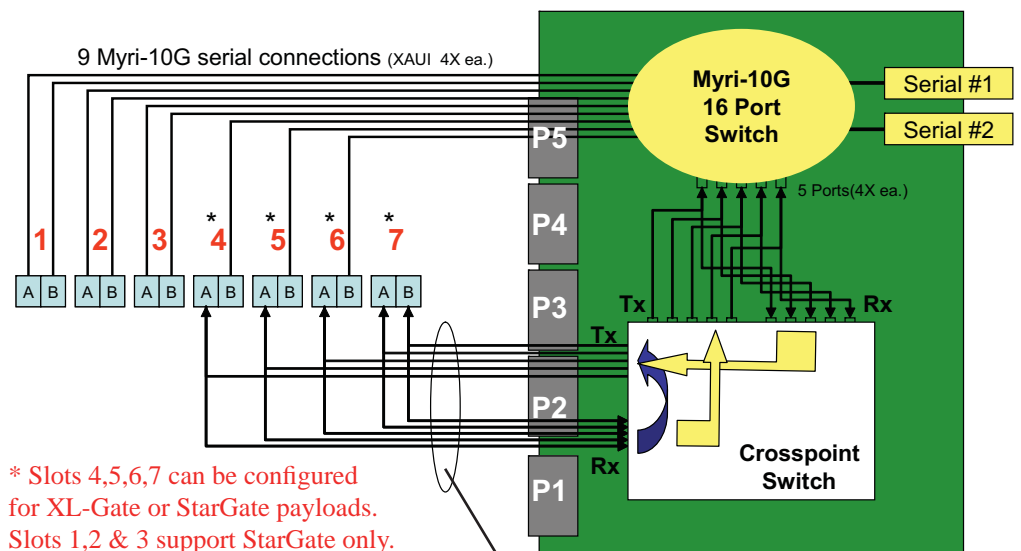 9 Myri-10G serial connections (XAUI 4X ea.)
Myri-10G
16 Port
Switch
Serial #1
Serial #2
P5
5 Ports(4X ea.)
P4
* * * *
1 2 3 4 5 6 7
A B A B A B A B A B A B A B
P3
Tx
Rx
Tx
P2
Rx
Crosspoint
Switch
P1
* Slots 4,5,6,7 can be configured
for XL-Gate or StarGate payloads.
Slots 1,2 & 3 support StarGate only.